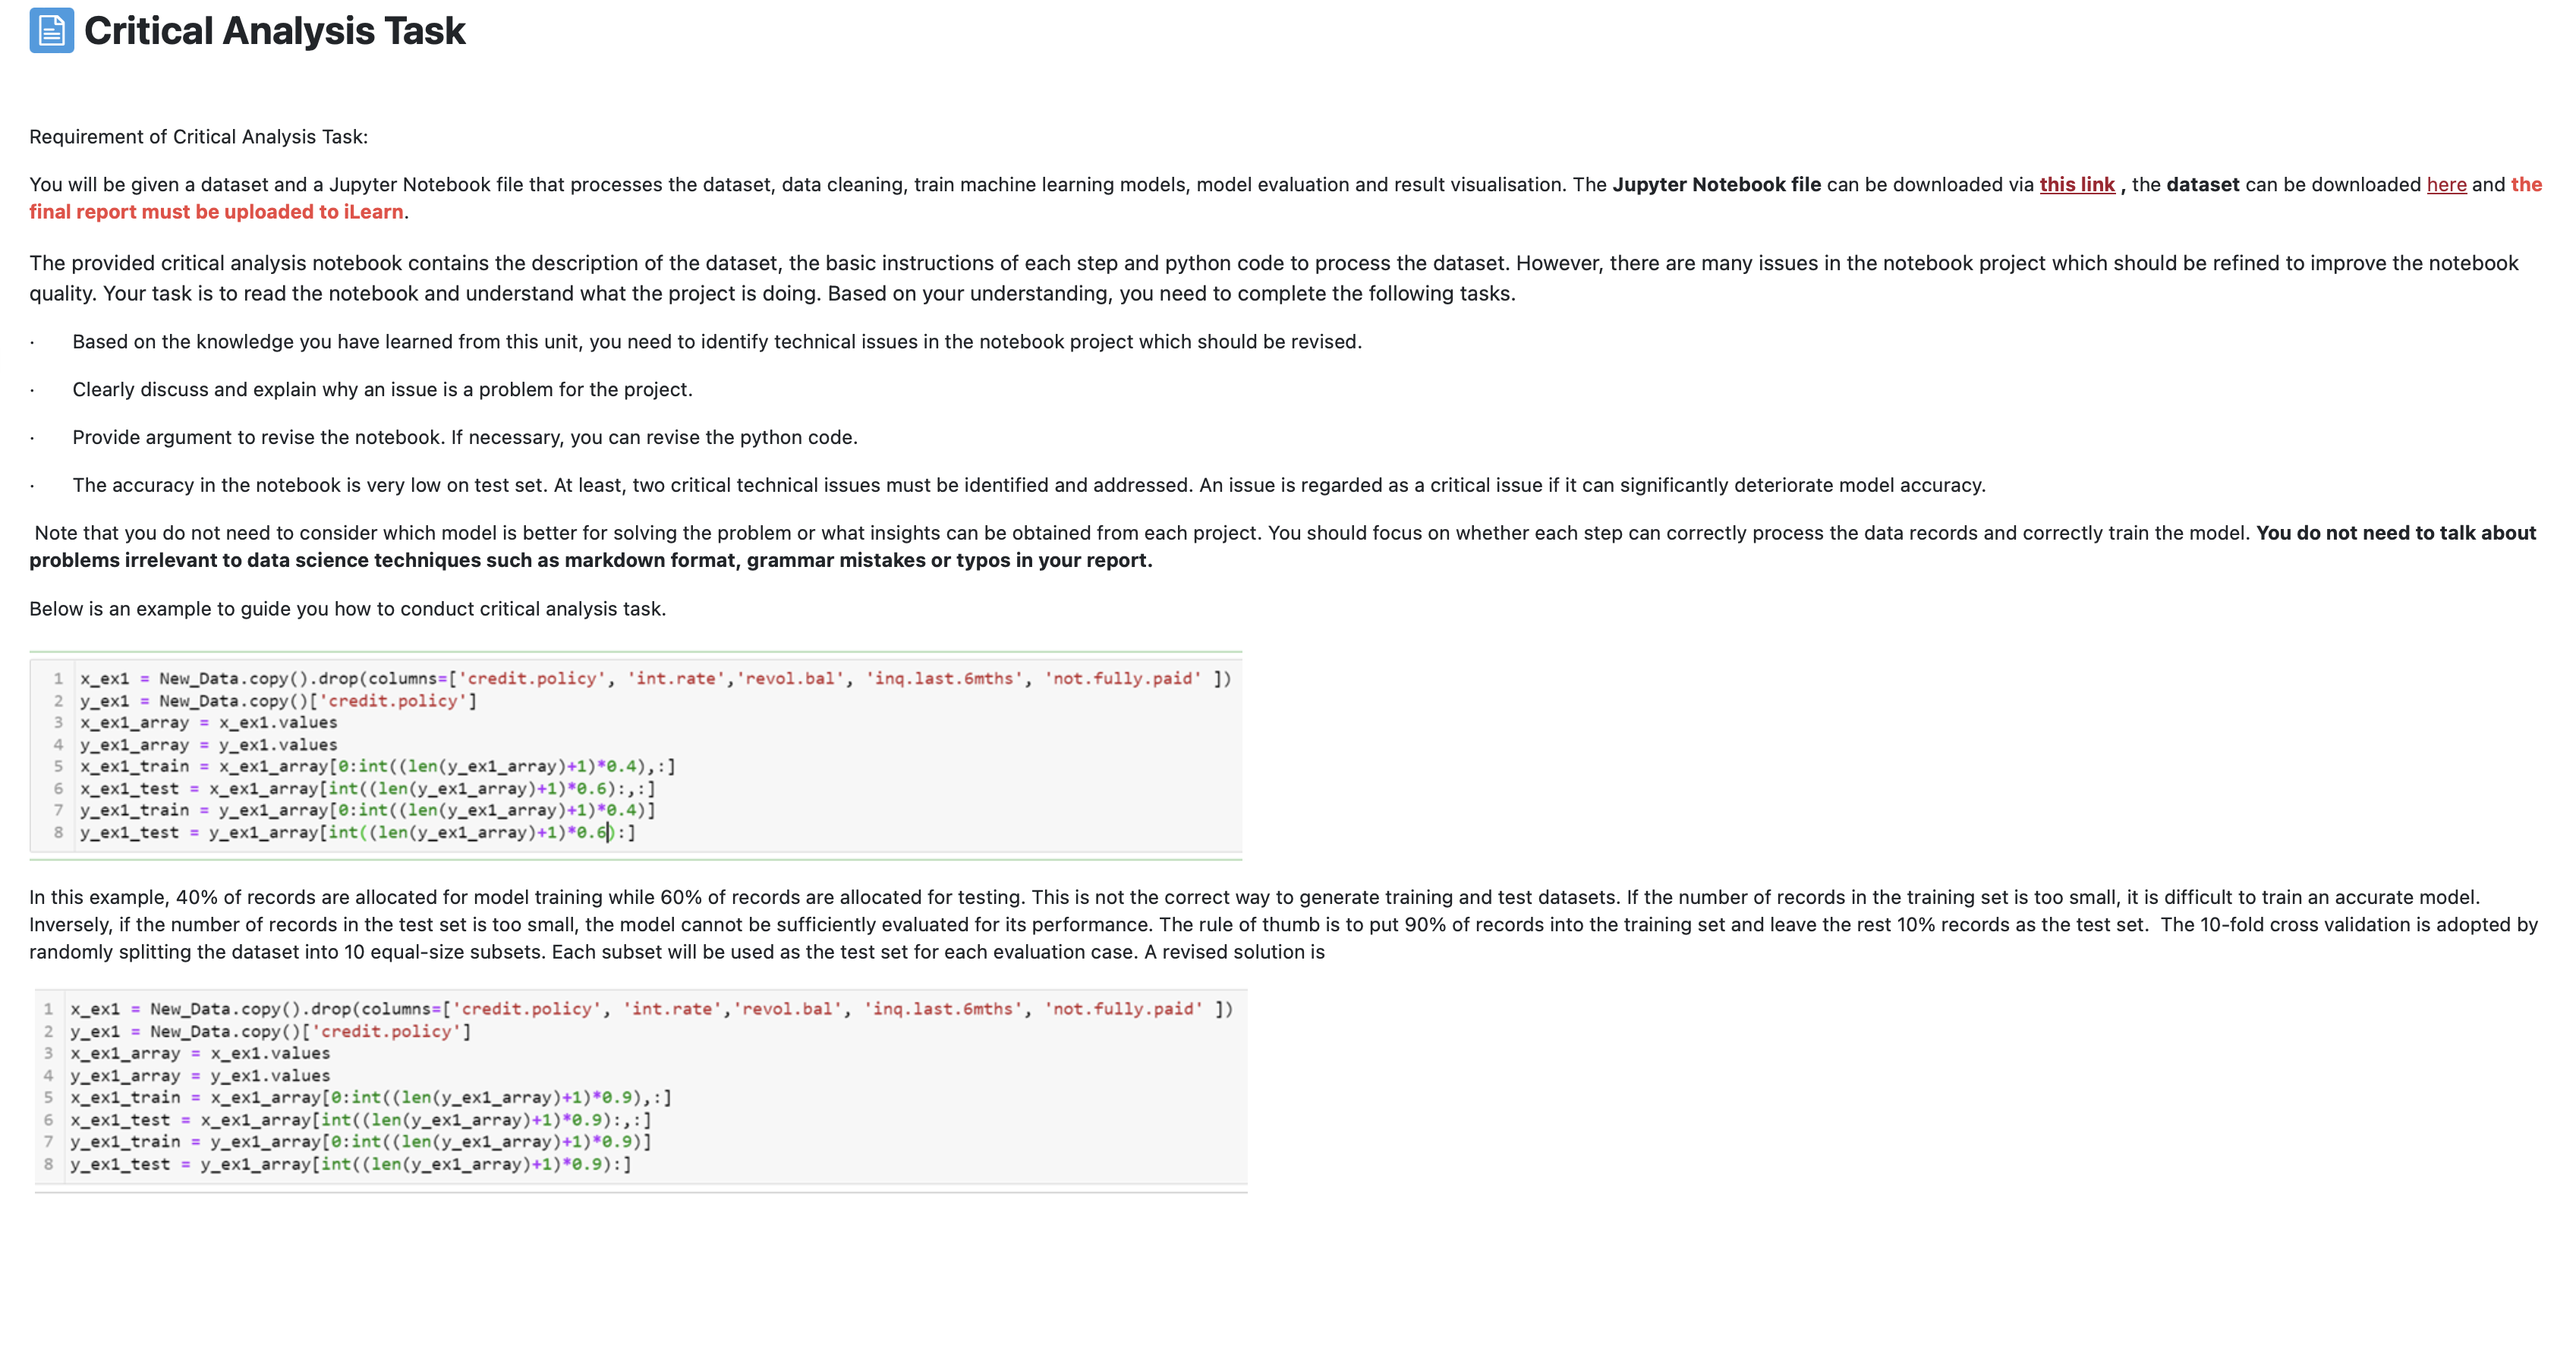 Critical Analysis Task
Requirement of Critical Analysis Task:
You will be given a dataset and a Jupyter Notebook file that processes the dataset, data cleaning, train machine learning models, model evaluation and result visualisation. The Jupyter Notebook file can be downloaded via this link , the dataset can be downloaded here and the
final report must be uploaded to iLearn.
The provided critical analysis notebook contains the description of the dataset, the basic instructions of each step and python code to process the dataset. However, there are many issues in the notebook project which should be refined to improve the notebook
quality. Your task is to read the notebook and understand what the project is doing. Based on your understanding, you need to complete the following tasks.
· Based on the knowledge you have learned from this unit, you need to identify technical issues in the notebook project which should be revised.
· Clearly discuss and explain why an issue is a problem for the project.
· Provide argument to revise the notebook. If necessary, you can revise the python code.
· The accuracy in the notebook is very low on test set. At least, two critical technical issues must be identified and addressed. An issue is regarded as a critical issue if it can significantly deteriorate model accuracy.
Note that you do not need to consider which model is better for solving the problem or what insights can be obtained from each project. You should focus on whether each step can correctly process the data records and correctly train the model. You do not need to talk about
problems irrelevant to data science techniques such as markdown format, grammar mistakes or typos in your report.
Below is an example to guide you how to conduct critical analysis task.
1 x_ex1 = New_Data.copy().drop(columns=['credit.policy', 'int.rate','revol.bal', 'inq.last.6mths', 'not.fully.paid' ])
2 y_ex1 = New_Data.copy()['credit.policy']
3 x_ex1_array = x_ex1.values
4 y_ex1_array = y_ex1.values
5 x_ex1_train = x_ex1_array[0:int((len(y_ex1_array)+1)*0.4),:]
6 x_ex1_test = x_ex1_array[int((len(y_ex1_array)+1)*0.6):,:]
7 y_ex1_train = y_ex1_array[0:int((len(y_ex1_array)+1)*0.4)]
8 y_ex1_test = y_ex1_array[int((len(y_ex1_array)+1)*0.6):]
In this example, 40% of records are allocated for model training while 60% of records are allocated for testing. This is not the correct way to generate training and test datasets. If the number of records in the training set is too small, it is difficult to train an accurate model.
Inversely, if the number of records in the test set is too small, the model cannot be sufficiently evaluated for its performance. The rule of thumb is to put 90% of records into the training set and leave the rest 10% records as the test set. The 10-fold cross validation is adopted by
randomly splitting the dataset into 10 equal-size subsets. Each subset will be used as the test set for each evaluation case. A revised solution is
1 x_ex1 = New_Data.copy().drop(columns=['credit.policy', 'int.rate','revol.bal', 'inq.last.6mths', 'not.fully.paid' ])
2 y_ex1 = New_Data.copy()['credit.policy']
3 x_ex1_array = x_ex1.values
4 y_ex1_array = y_ex1.values
5 x_ex1_train = x_ex1_array[0:int((len(y_ex1_array)+1)*0.9),:]
6 x_ex1_test = x_ex1_array[int((len(y_ex1_array)+1)*0.9):,:]
7 y_ex1_train = y_ex1_array[0:int((len(y_ex1_array)+1)*0.9)]
8 y_ex1_test = y_ex1_array[int((len(y_ex1_array)+1)*0.9):]